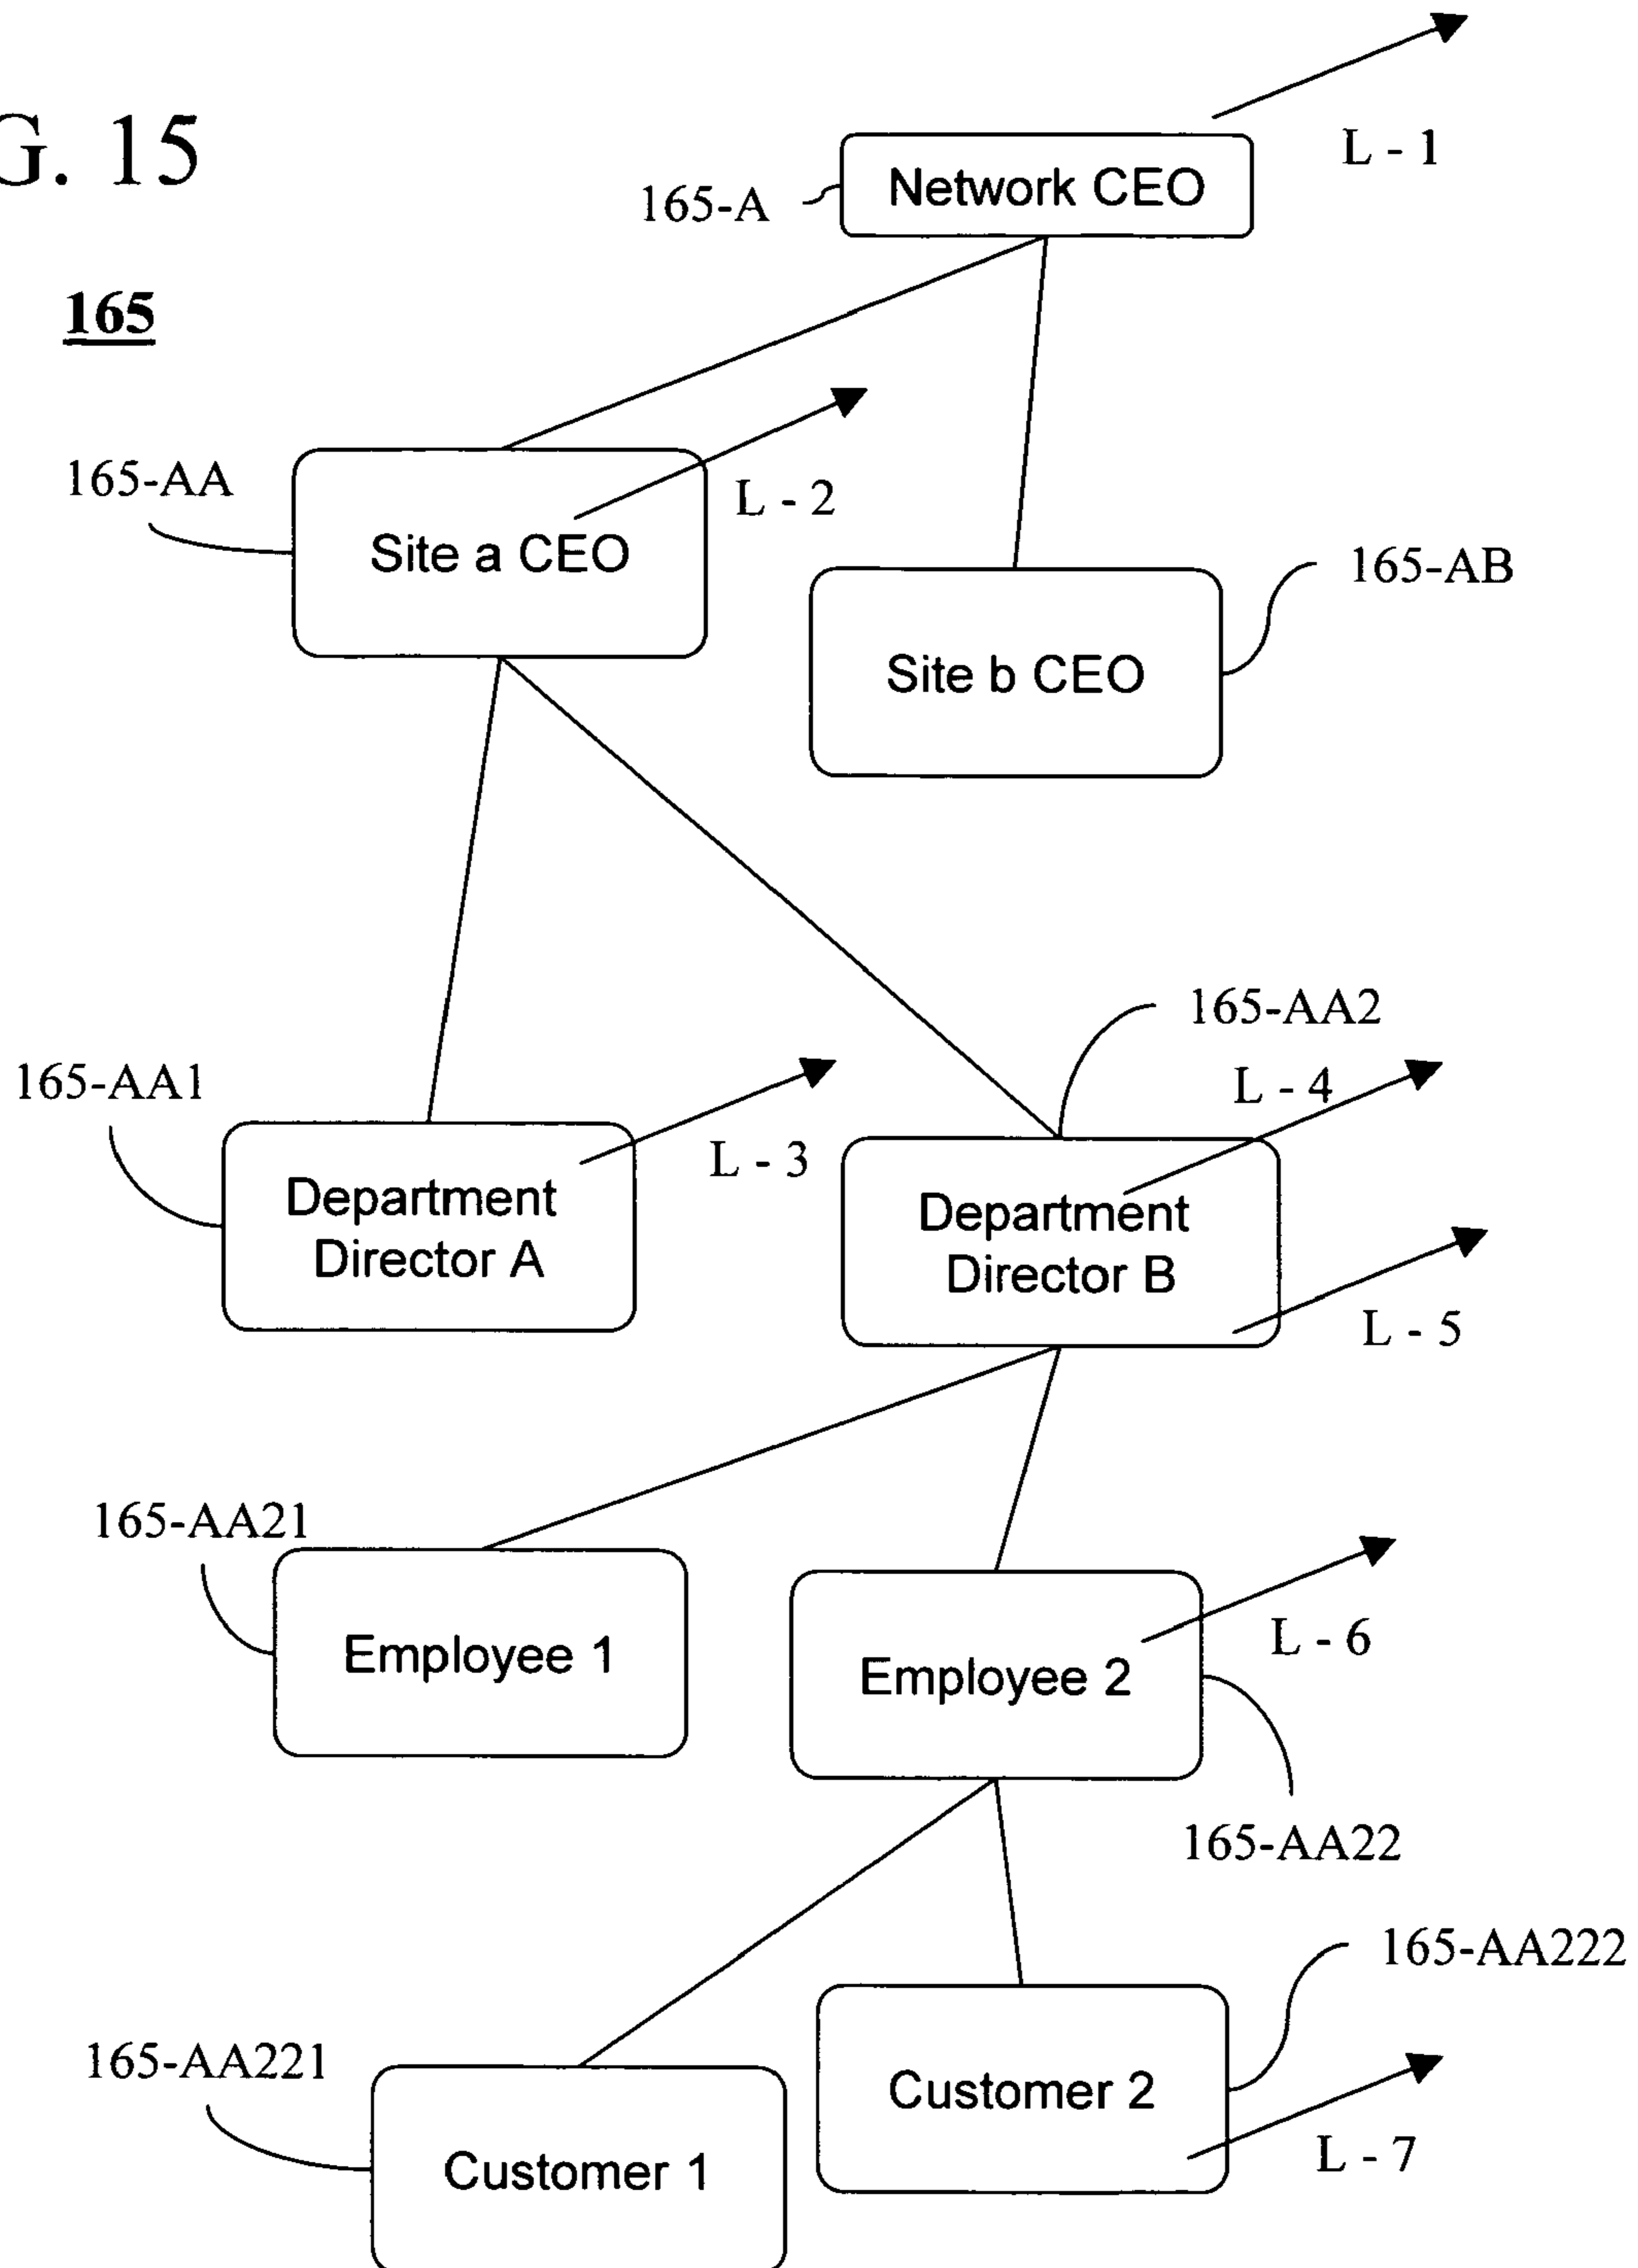 G. 15
L - 1
165-A
Network CEO
165
165-AA
L - 2
Site a CEO
165-AB
Site b CEO
165-AA2
165-AA1
L - 4
L - 3
Department
Director A
Department
Director B
L - 5
165-AA21
Employee 1
L - 6
Employee 2
165-AA22
165-AA222
165-AA221
Customer 2
L - 7
Customer 1